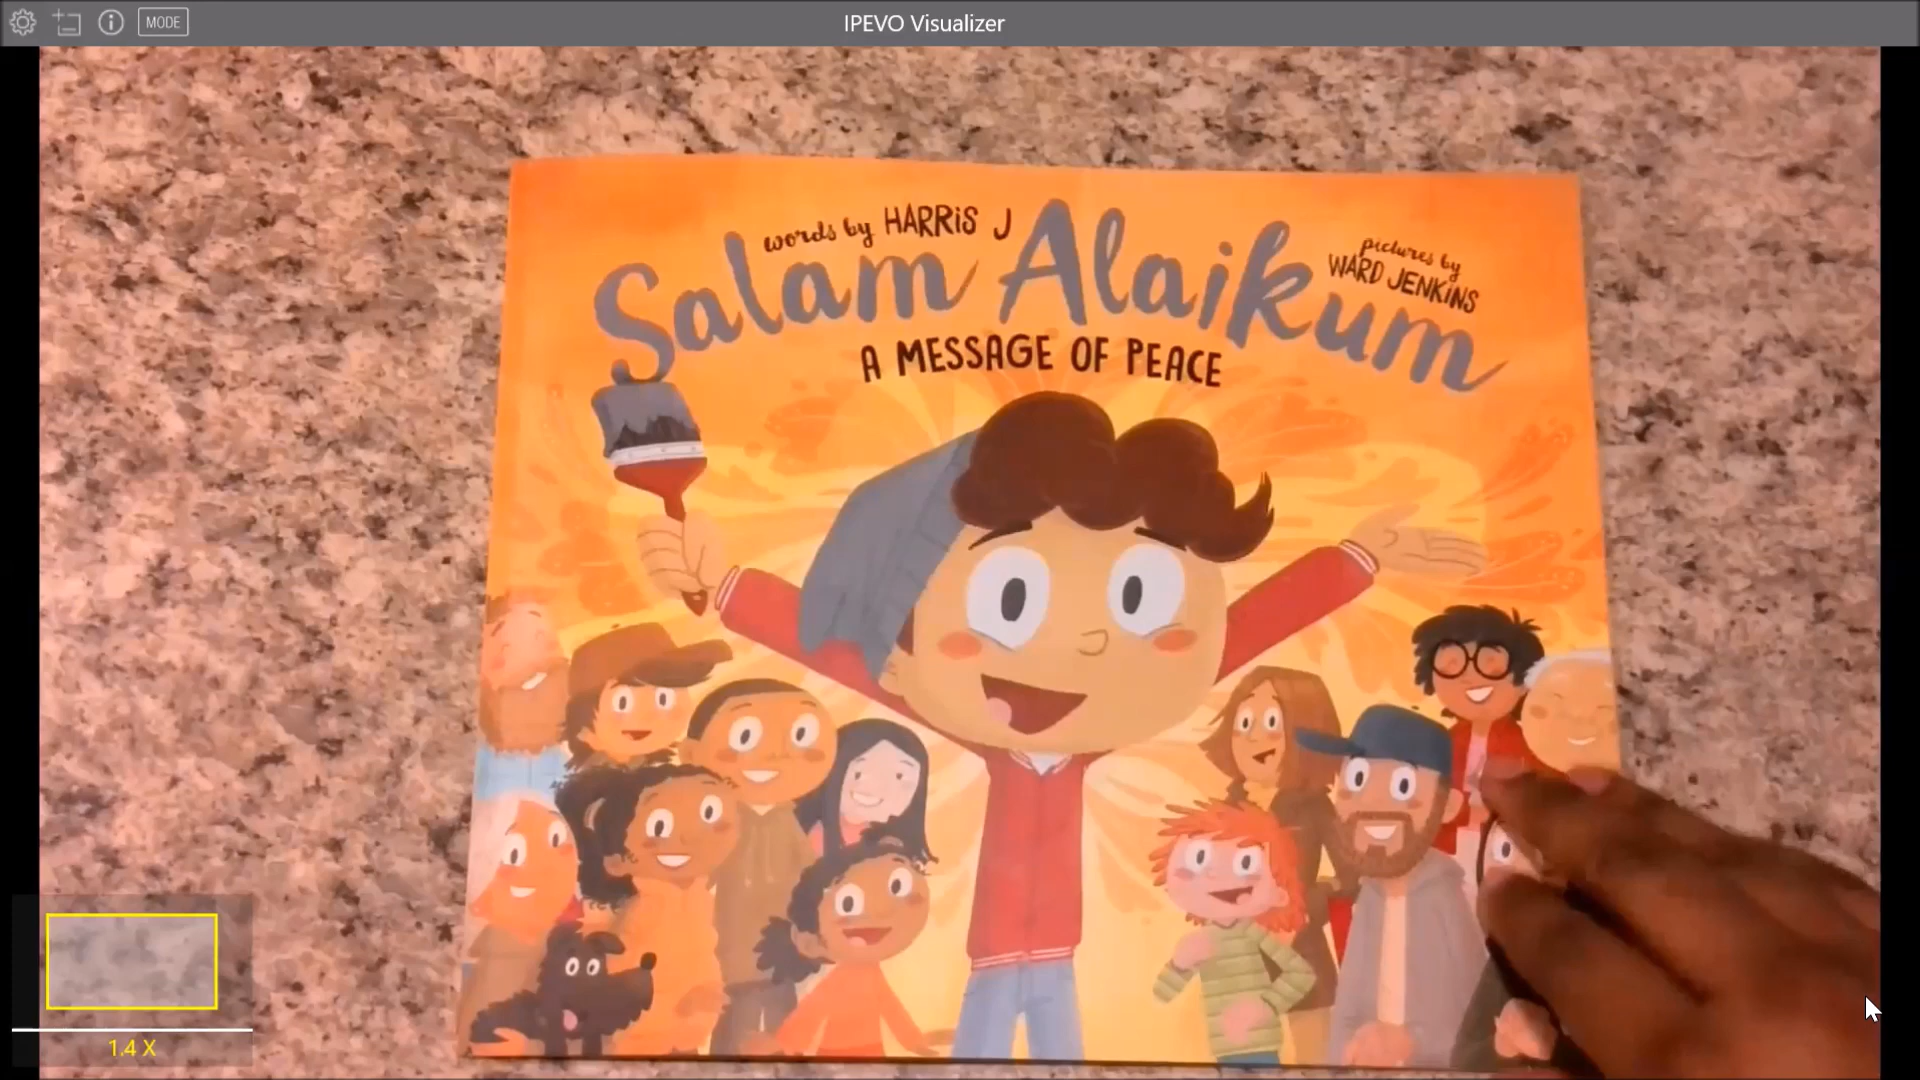 MODE
IPEVO Visualizer
words by HARRIS J
pictures by
WARD JENKINS
Salam Alaikum
A MESSAGE OF PEACE
1.4 X